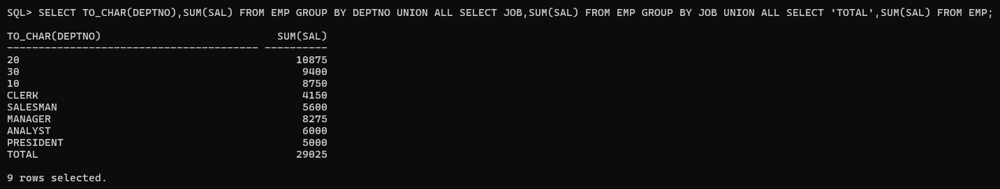 SQL> SELECT TO_CHAR(DEPTNO),SUM(SAL) FROM EMP GROUP BY DEPTNO UNION ALL SELECT JOB,SUM(SAL) FROM EMP GROUP BY JOB UNION ALL SELECT 'TOTAL',SUM(SAL) FROM EMP;
TO_CHAR(DEPTNO)                            SUM(SAL)
---------------------------------------- ----------
20                                            10875
30                                             9400
10                                             8750
CLERK                                          4150
SALESMAN                                       5600
MANAGER                                        8275
ANALYST                                        6000
PRESIDENT                                      5000
TOTAL                                         29025
9 rows selected.